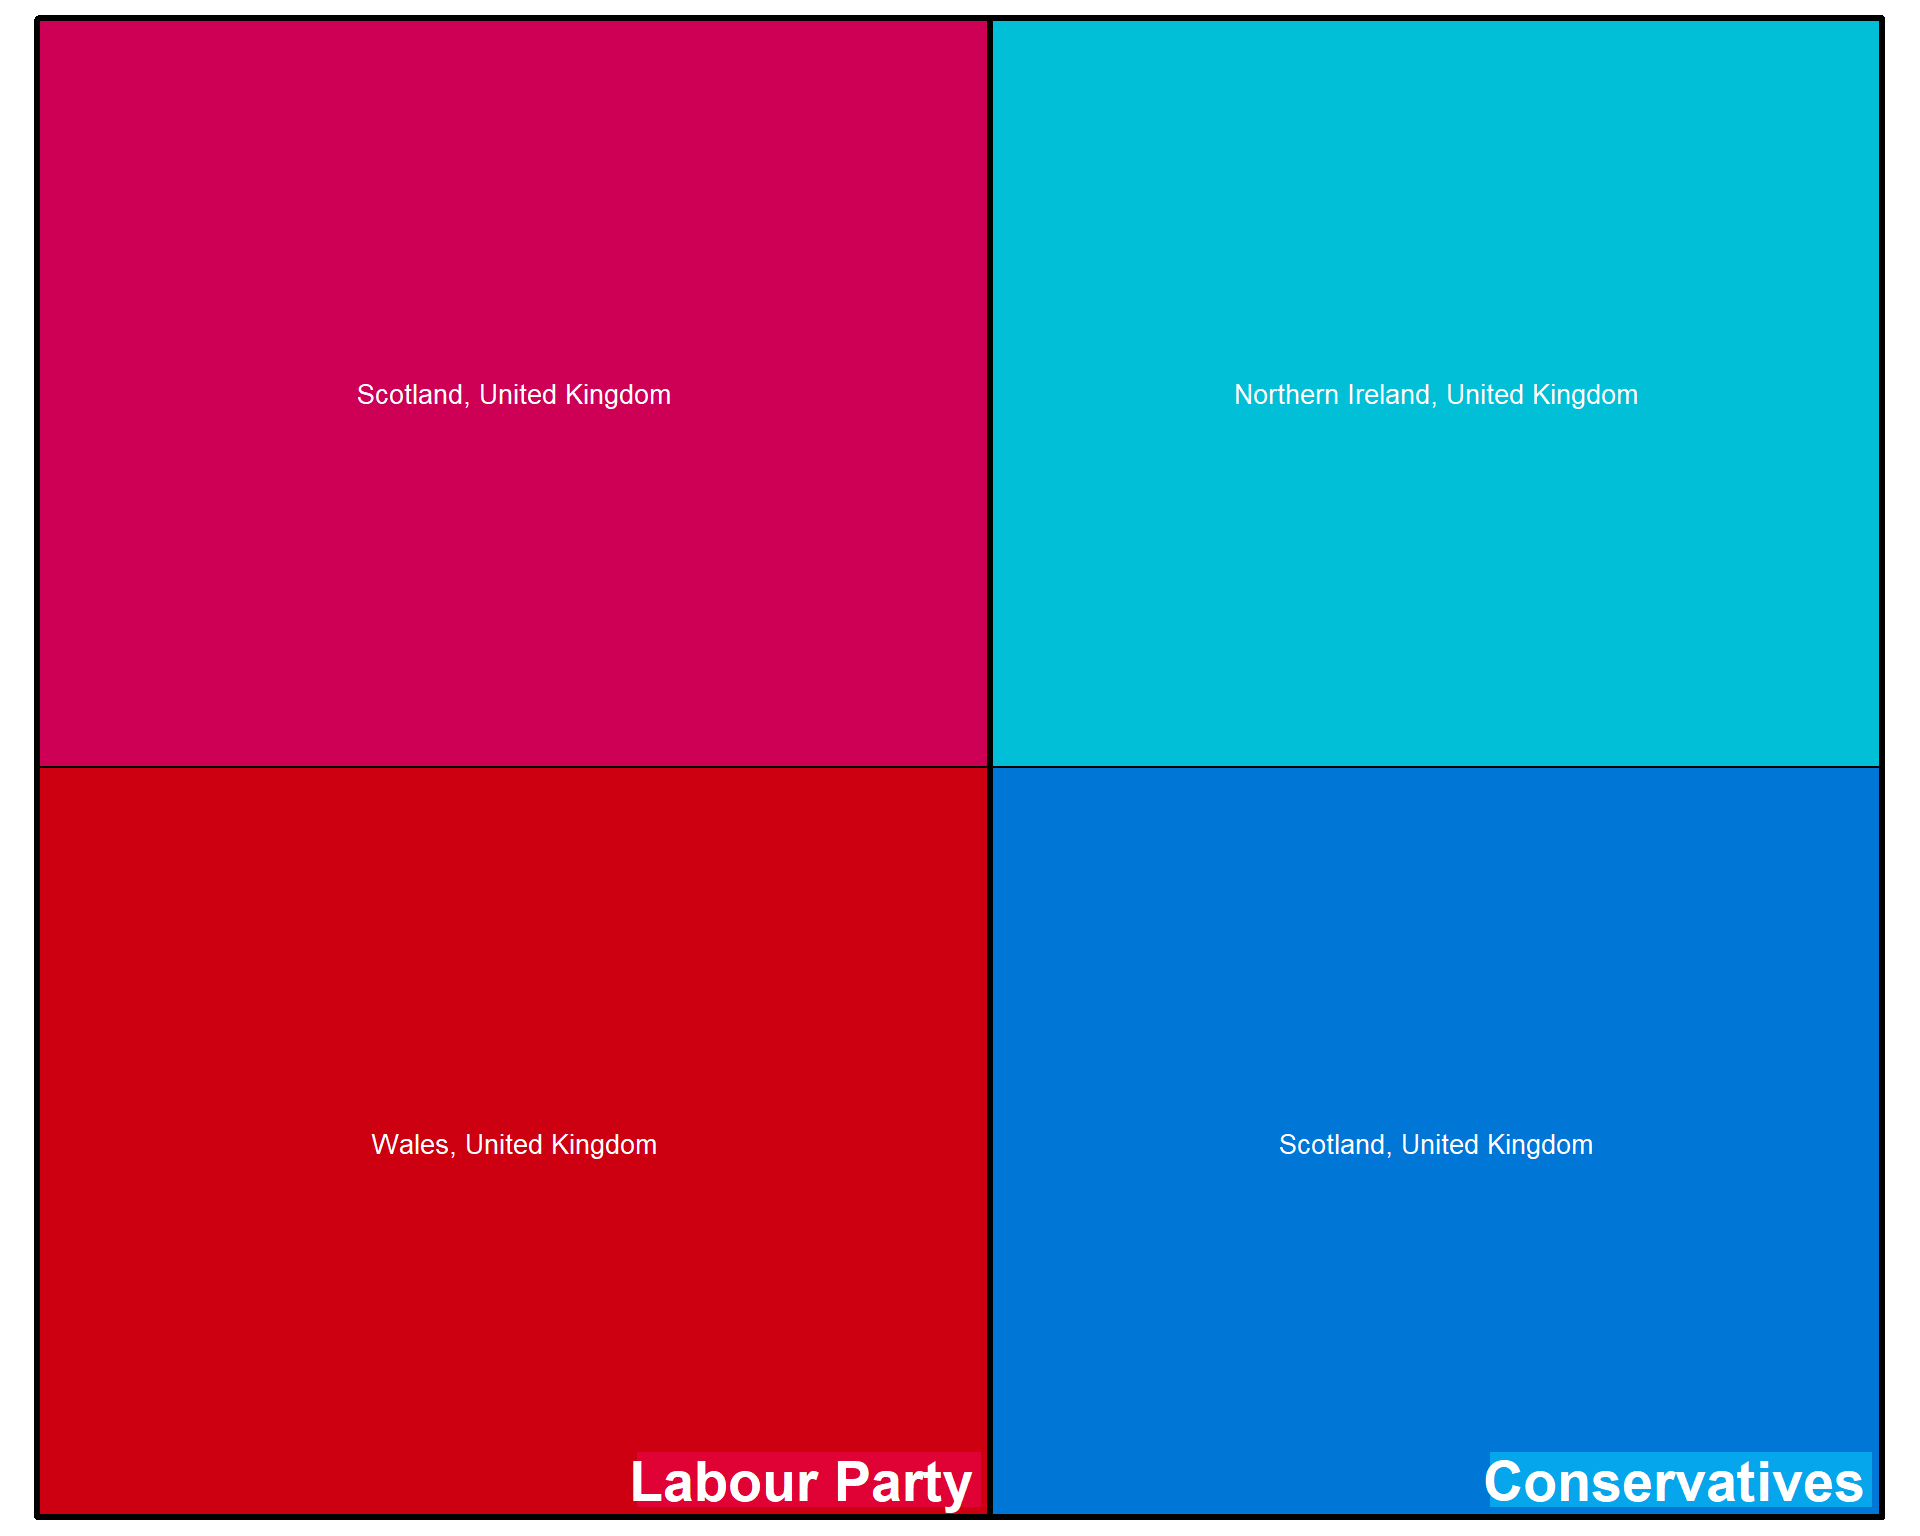 Scotland, United Kingdom
Northern Ireland, United Kingdom
Wales, United Kingdom
Scotland, United Kingdom
Labour Party
Conservatives